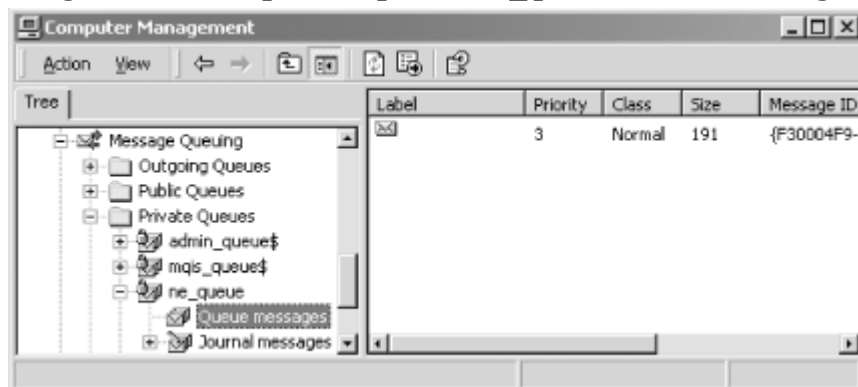 Computer Management
Action View
Tree
Label Priority Class Size Message ID
Message Queuing
3 Normal 191 {F30004F9-
Outgoing Queues
Public Queues
Private Queues
admin_queue$
mqis_queue$
ne_queue
Queue messages
Journal messages